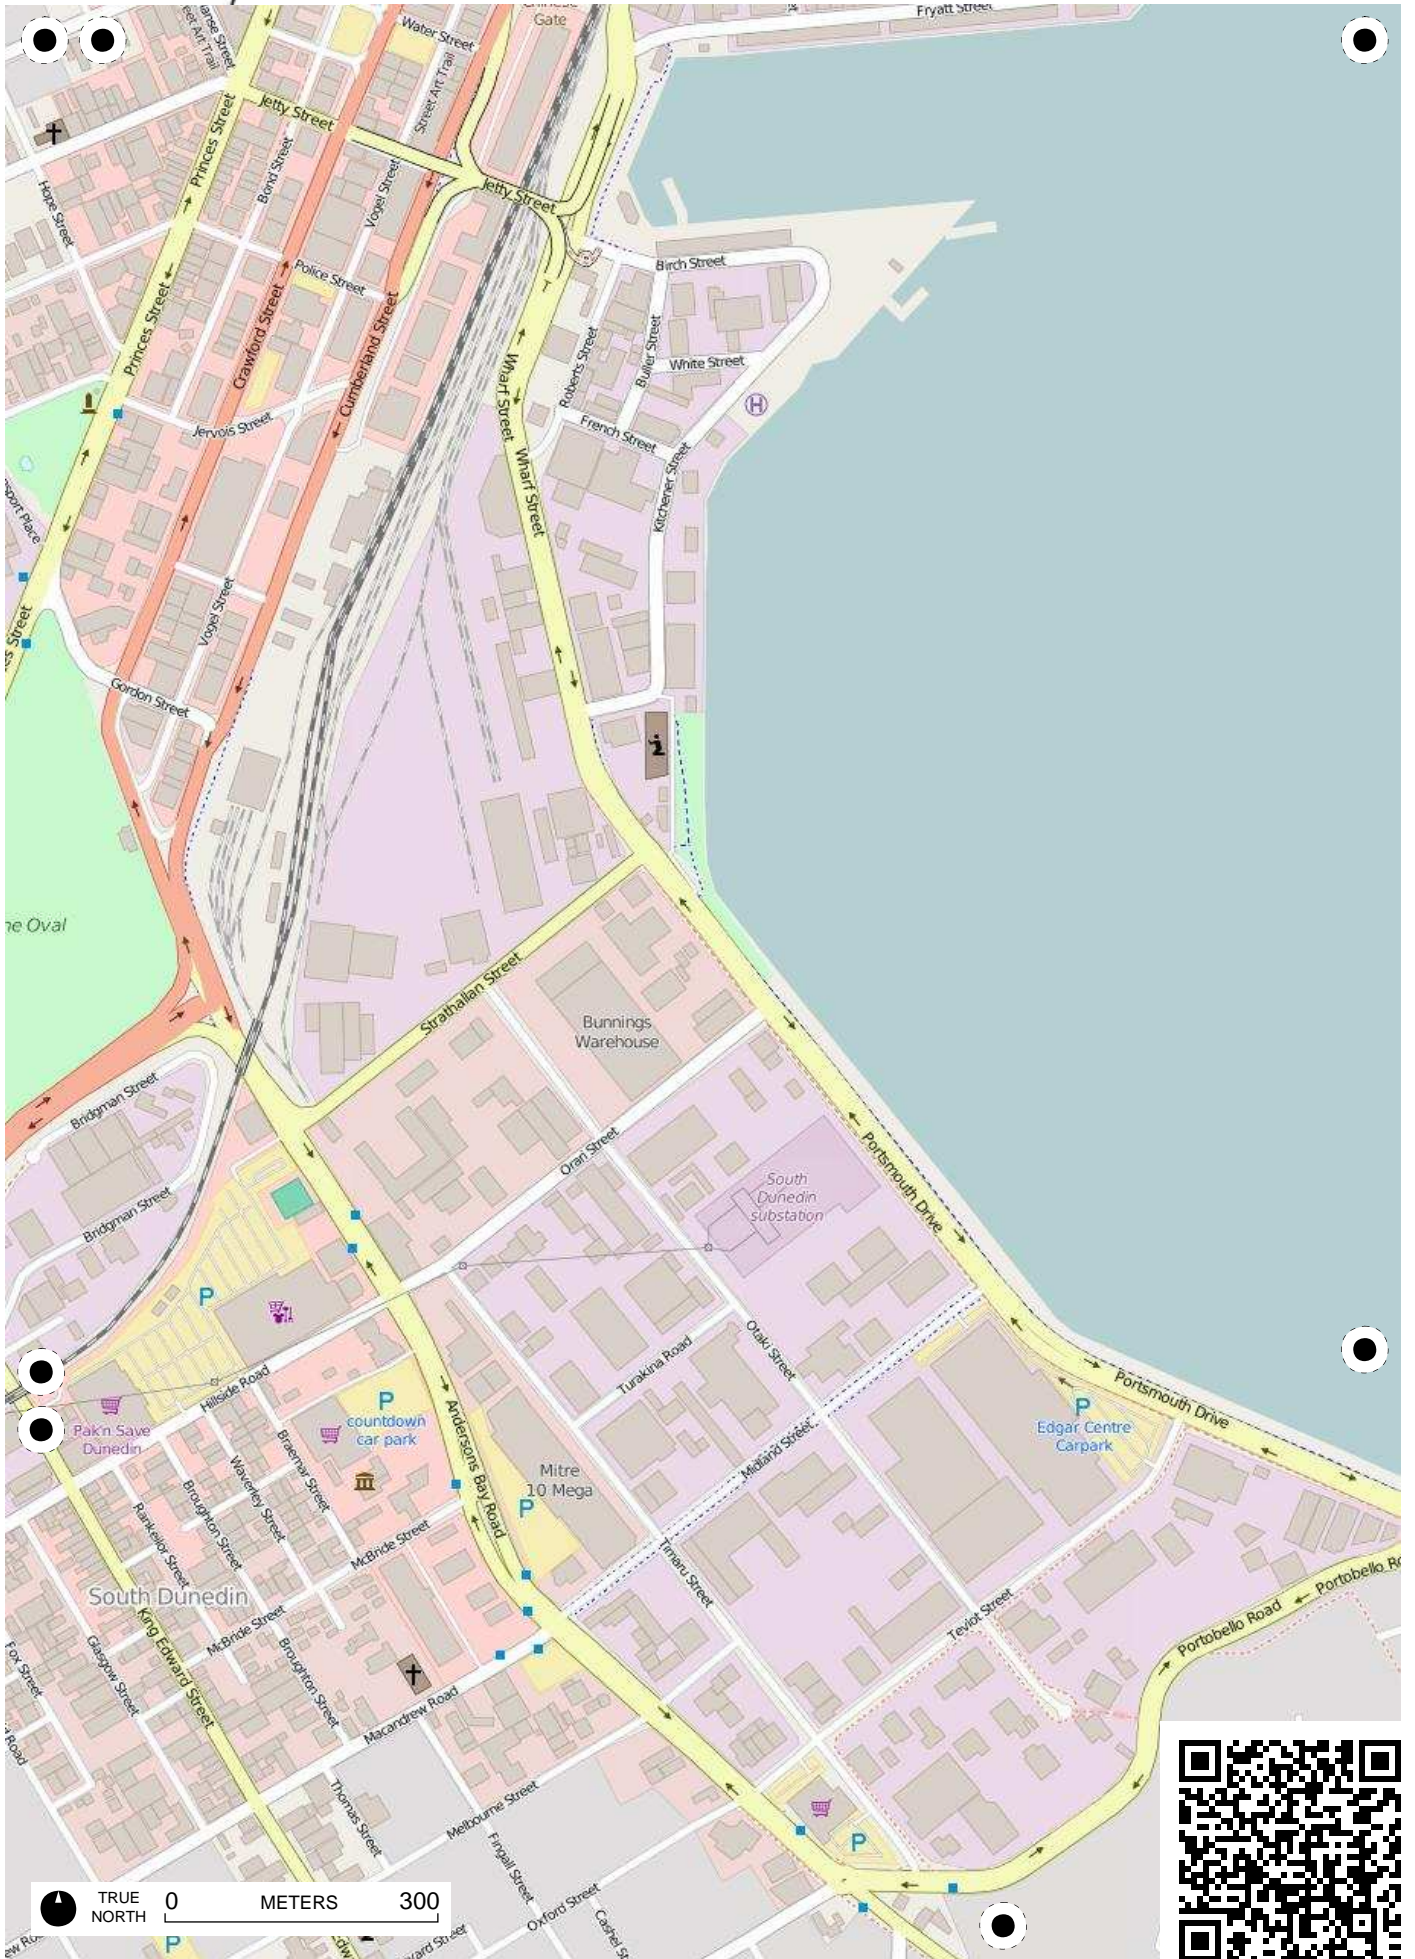 Water Street
Gate
Fryatt Street
Jetty Street
Street Art Trail
Princes Street
Bond Street
Vogel Street
Jetty Street
Hope Street
Police Street
Birch Street
Princes Street
Crawford Street
Cumberland Street
Wharf Street
Roberts Street
Buller Street
White Street
Jervois Street
French Street
Wharf Street
Kitchener Street
H
Vogel Street
Gordon Street
Strathallan Street
Bunnings
Warehouse
Bridgman Street
Orari Street
Portsmouth Drive
South
Dunedin
substation
Bridgman Street
P
Turakina Road
Otaki Street
Hillside Road
P
countdown
car park
Portsmouth Drive
P
Edgar Centre
Carpark
Pak'n Save
Dunedin
Braemar Street
Waverley Street
Broughton Street
Rankeilor Street
Andersons Bay Road
Mitre
10 Mega
P
Midland Street
McBride Street
Timaru Street
South Dunedin
McBride Street
King Edward Street
Glasgow Street
Fox Street
Broughton Street
Teviot Street
Portobello Road
Macandrew Road
Thomas Street
Melbourne Street
Fingall Street
Oxford Street
P
P
TRUE
NORTH
0 METERS 300